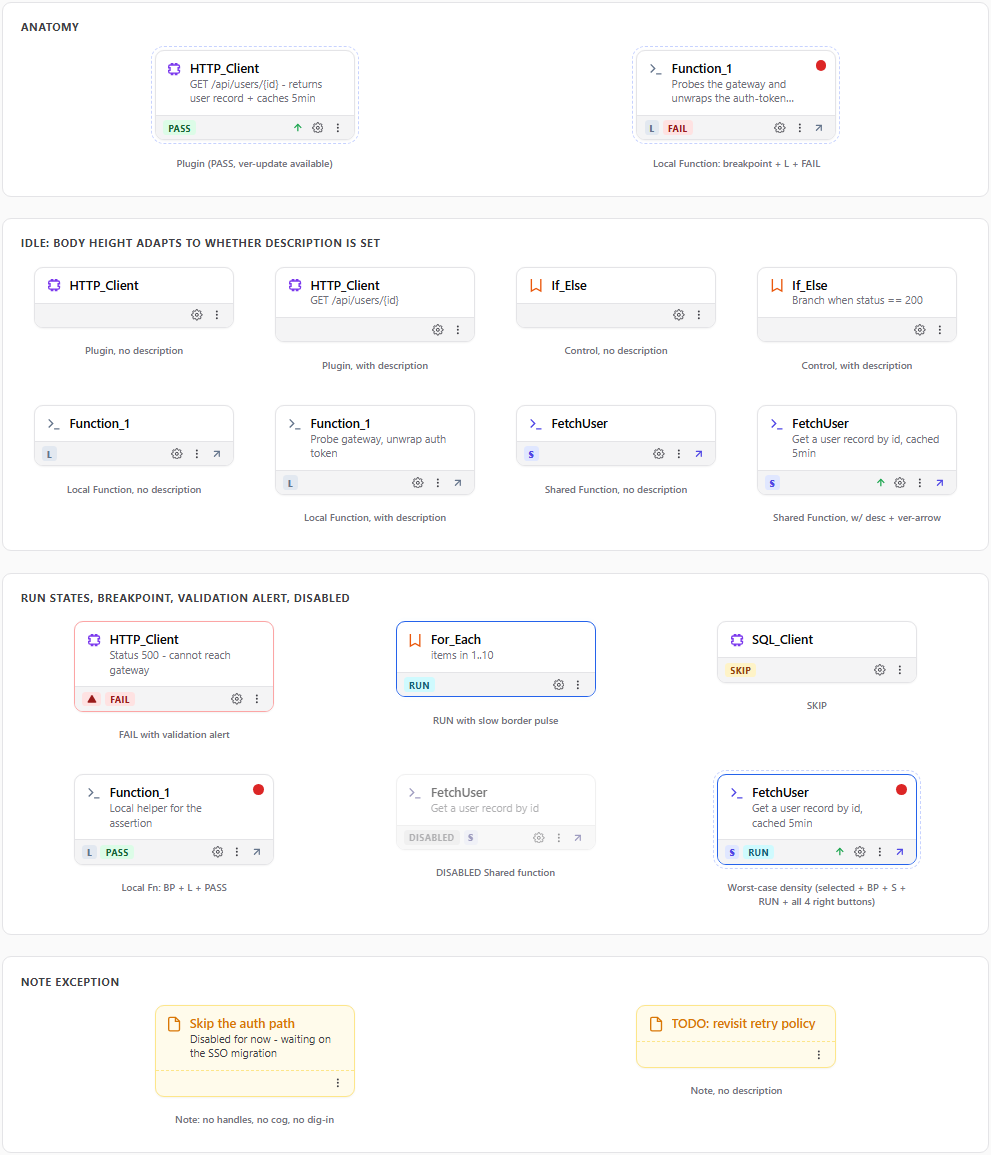 ANATOMY
HTTP_Client
GET /api/users/{id} - returns
user record + caches 5min
PASS
Plugin (PASS, ver-update available)
Function_1
Probes the gateway and
unwraps the auth-token...
L FAIL
Local Function: breakpoint + L + FAIL
IDLE: BODY HEIGHT ADAPTS TO WHETHER DESCRIPTION IS SET
HTTP_Client
Plugin, no description
HTTP_Client
GET /api/users/{id}
Plugin, with description
If_Else
Control, no description
If_Else
Branch when status == 200
Control, with description
Function_1
L
Local Function, no description
Function_1
Probe gateway, unwrap auth
token
L
Local Function, with description
FetchUser
S
Shared Function, no description
FetchUser
Get a user record by id, cached
5min
S
Shared Function, w/ desc + ver-arrow
RUN STATES, BREAKPOINT, VALIDATION ALERT, DISABLED
HTTP_Client
Status 500 - cannot reach
gateway
FAIL
FAIL with validation alert
For_Each
items in 1..10
RUN
RUN with slow border pulse
SQL_Client
SKIP
SKIP
Function_1
Local helper for the
assertion
L PASS
Local Fn: BP + L + PASS
FetchUser
Get a user record by id
DISABLED S
DISABLED Shared function
FetchUser
Get a user record by id,
cached 5min
S RUN
Worst-case density (selected + BP + S +
RUN + all 4 right buttons)
NOTE EXCEPTION
Skip the auth path
Disabled for now - waiting on
the SSO migration
Note: no handles, no cog, no dig-in
TODO: revisit retry policy
Note, no description